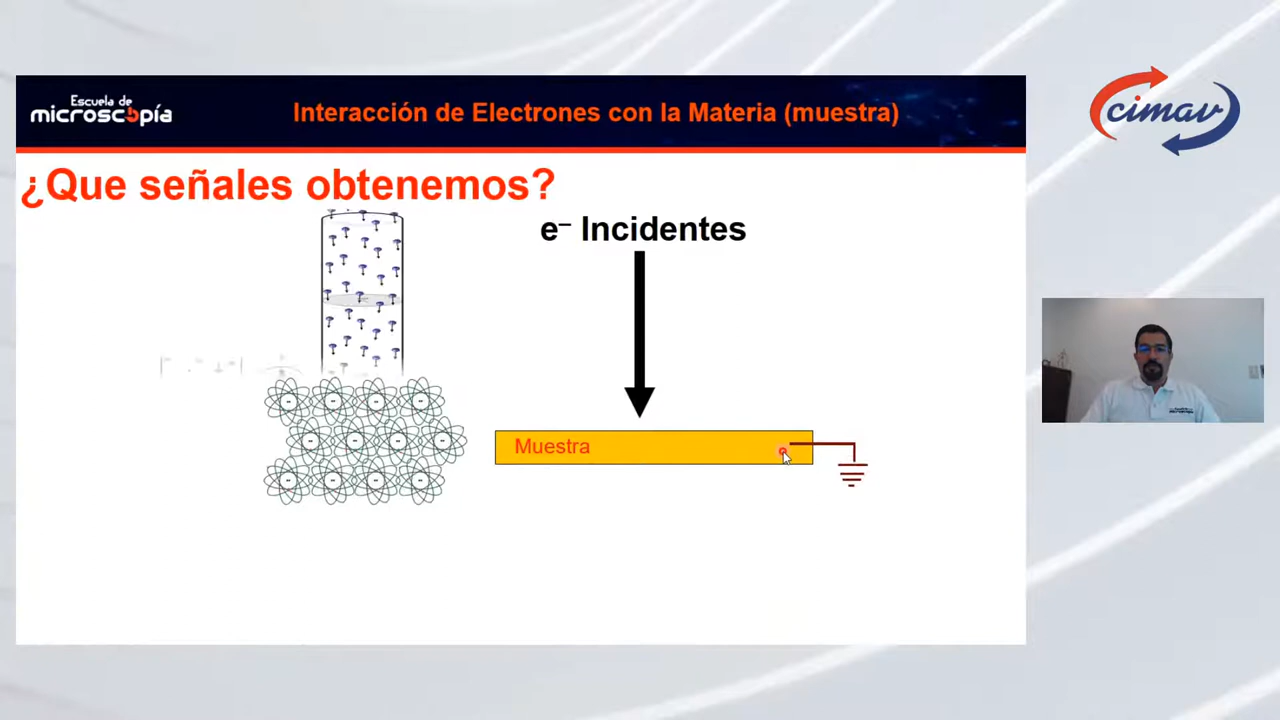 Escuela de
microscopía
Interacción de Electrones con la Materia (muestra)
cimav
¿Que señales obtenemos?
e– Incidentes
Muestra